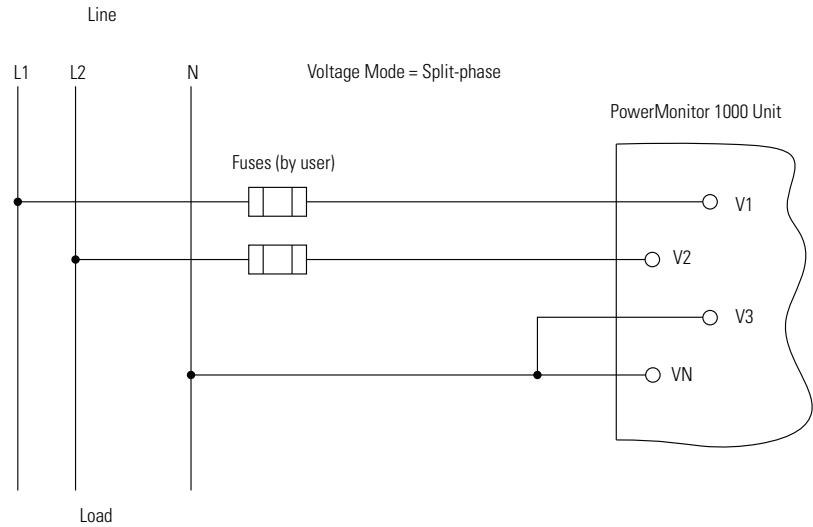 Line
L1
L2
N
Voltage Mode = Split-phase
PowerMonitor 1000 Unit
Fuses (by user)
V1
V2
V3
VN
Load